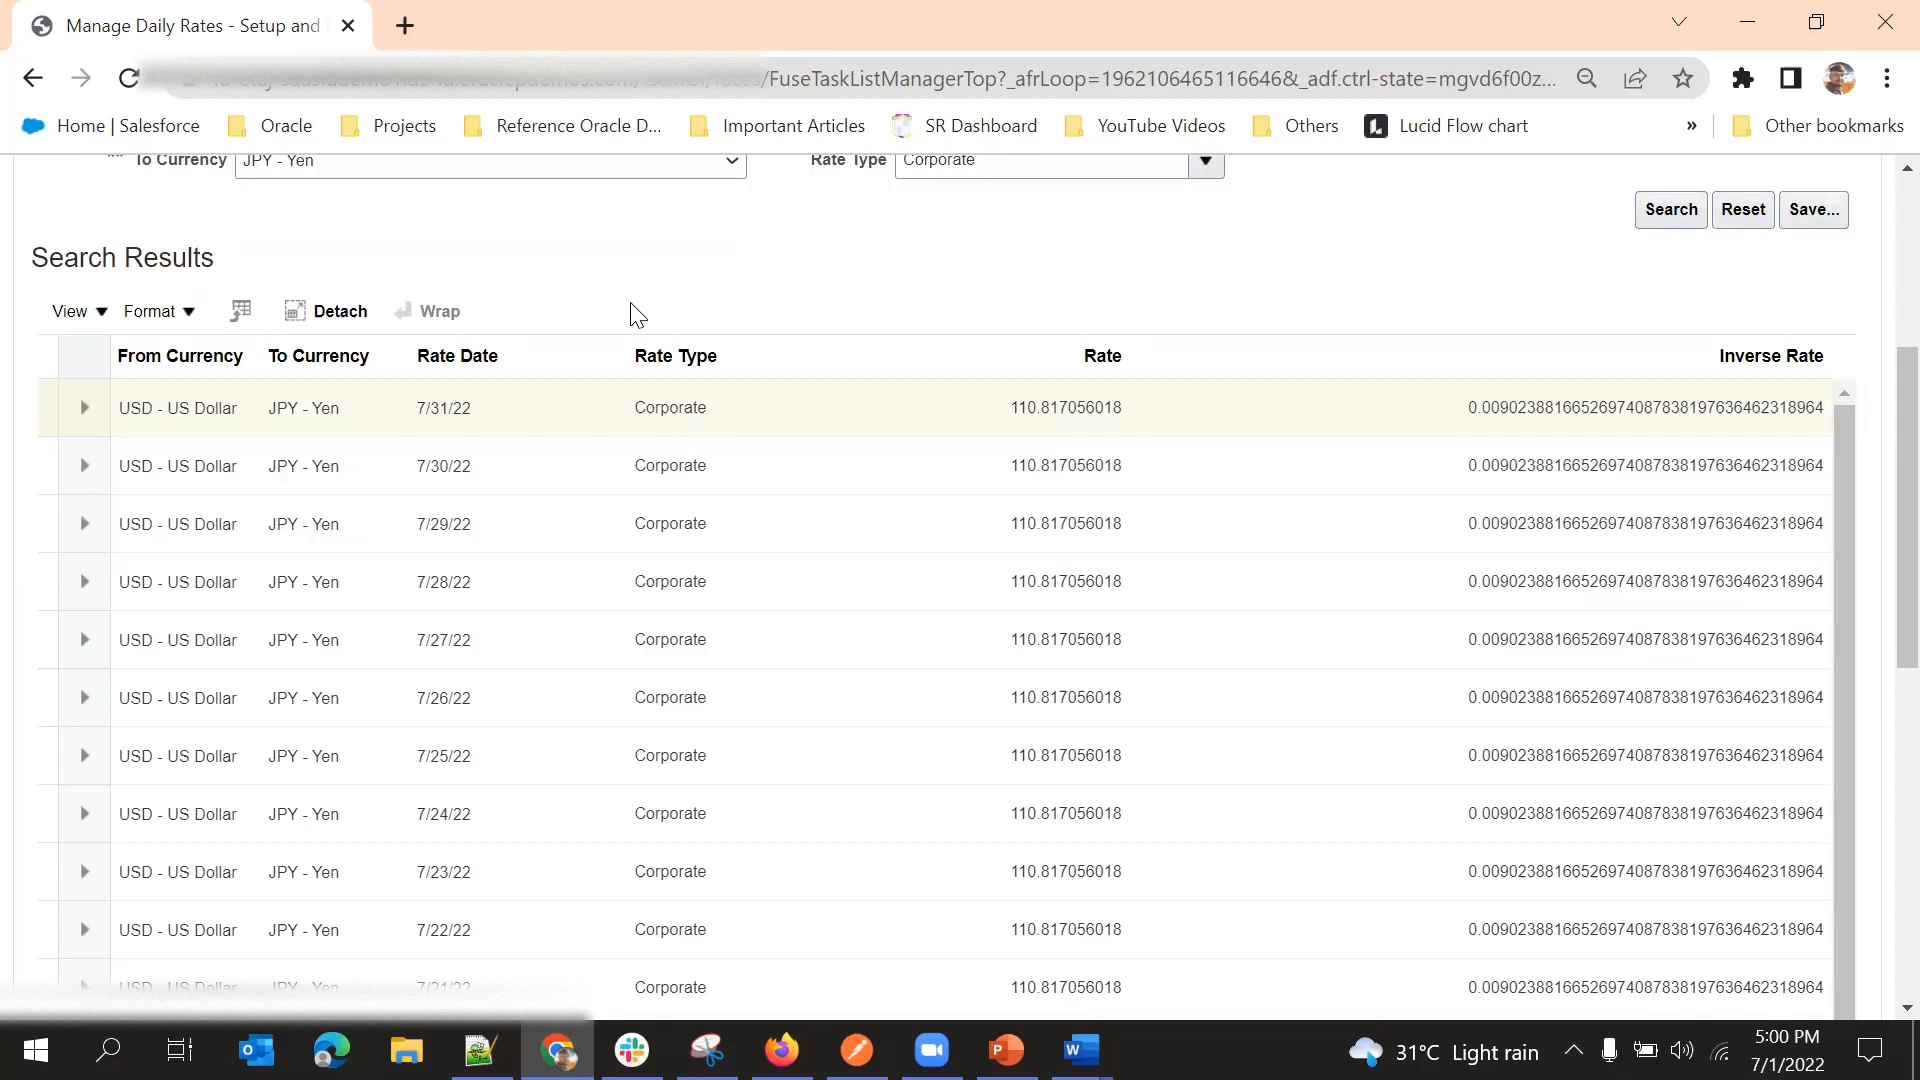 Manage Daily Rates - Setup and
/FuseTaskListManagerTop?_afrLoop=19621064651166468&_adf.ctrl-state=mgvd6f00z...
Home | Salesforce Oracle Projects Reference Oracle D... Important Articles SR Dashboard YouTube Videos Others Lucid Flow chart » Other bookmarks
** To Currency JPY - Yen Rate Type Corporate
Search Reset Save...
Search Results
View Format Detach Wrap
From Currency To Currency Rate Date Rate Type Rate Inverse Rate
USD - US Dollar JPY - Yen 7/31/22 Corporate 110.817056018 0.00902388166526974087838197636462318964
USD - US Dollar JPY - Yen 7/30/22 Corporate 110.817056018 0.00902388166526974087838197636462318964
USD - US Dollar JPY - Yen 7/29/22 Corporate 110.817056018 0.00902388166526974087838197636462318964
USD - US Dollar JPY - Yen 7/28/22 Corporate 110.817056018 0.00902388166526974087838197636462318964
USD - US Dollar JPY - Yen 7/27/22 Corporate 110.817056018 0.00902388166526974087838197636462318964
USD - US Dollar JPY - Yen 7/26/22 Corporate 110.817056018 0.00902388166526974087838197636462318964
USD - US Dollar JPY - Yen 7/25/22 Corporate 110.817056018 0.00902388166526974087838197636462318964
USD - US Dollar JPY - Yen 7/24/22 Corporate 110.817056018 0.00902388166526974087838197636462318964
USD - US Dollar JPY - Yen 7/23/22 Corporate 110.817056018 0.00902388166526974087838197636462318964
USD - US Dollar JPY - Yen 7/22/22 Corporate 110.817056018 0.00902388166526974087838197636462318964
USD - US Dollar JPY - Yen 7/21/22 Corporate 110.817056018 0.00902388166526974087838197636462318964
31°C Light rain
5:00 PM
7/1/2022